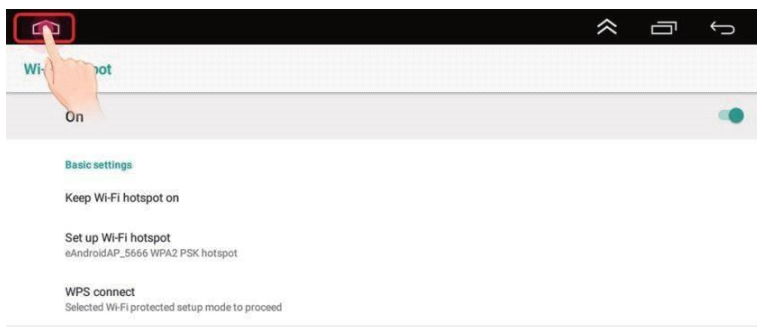 Wi- pot
On
Basic settings
Keep Wi-Fi hotspot on
Set up Wi-Fi hotspot
eAndroidAP_5666 WPA2 PSK hotspot
WPS connect
Selected Wi-Fi protected setup mode to proceed